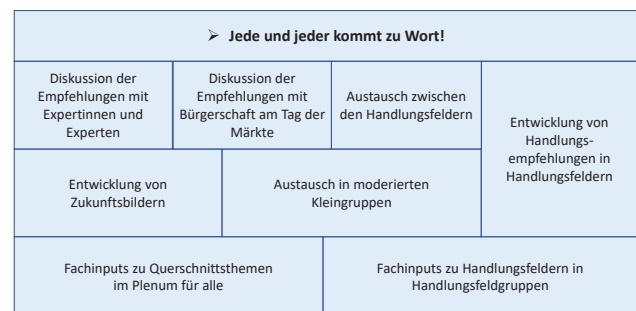 ➢ Jede und jeder kommt zu Wort!
Diskussion der
Empfehlungen mit
Expertinnen und
Experten
Diskussion der
Empfehlungen mit
Bürgerschaft am Tag der
Märkte
Austausch zwischen
den Handlungsfeldern
Entwicklung von
Handlungs-
empfehlungen in
Handlungsfeldern
Entwicklung von
Zukunftsbildern
Austausch in moderierten
Kleingruppen
Fachinputs zu Querschnittsthemen
im Plenum für alle
Fachinputs zu Handlungsfeldern in
Handlungsfeldgruppen